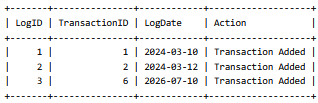 +-------+---------------+------------+-------------------+
| LogID | TransactionID | LogDate    | Action            |
+-------+---------------+------------+-------------------+
|     1 |             1 | 2024-03-10 | Transaction Added |
|     2 |             2 | 2024-03-12 | Transaction Added |
|     3 |             6 | 2026-07-10 | Transaction Added |
+-------+---------------+------------+-------------------+